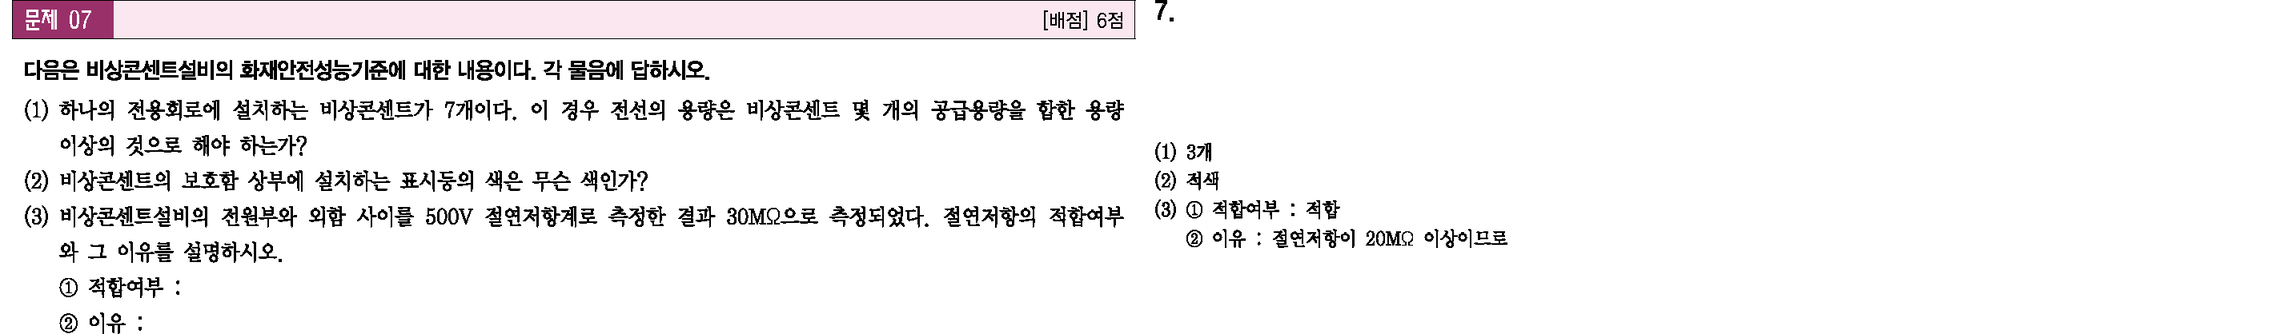 문제 07
[배점] 6점
다음은 비상콘센트설비의 화재안전성능기준에 대한 내용이다. 각 물음에 답하시오.
(1) 하나의 전용회로에 설치하는 비상콘센트가 7개이다. 이 경우 전선의 용량은 비상콘센트 몇 개의 공급용량을 합한 용량
이상의 것으로 해야 하는가?
(2) 비상콘센트의 보호함 상부에 설치하는 표시등의 색은 무슨 색인가?
(3) 비상콘센트설비의 전원부와 외함 사이를 500V 절연저항계로 측정한 결과 30MΩ으로 측정되었다. 절연저항의 적합여부
와 그 이유를 설명하시오.
① 적합여부 :
② 이유 :
7.
(1) 3개
(2) 적색
(3) ① 적합여부 : 적합
② 이유 : 절연저항이 20MΩ 이상이므로